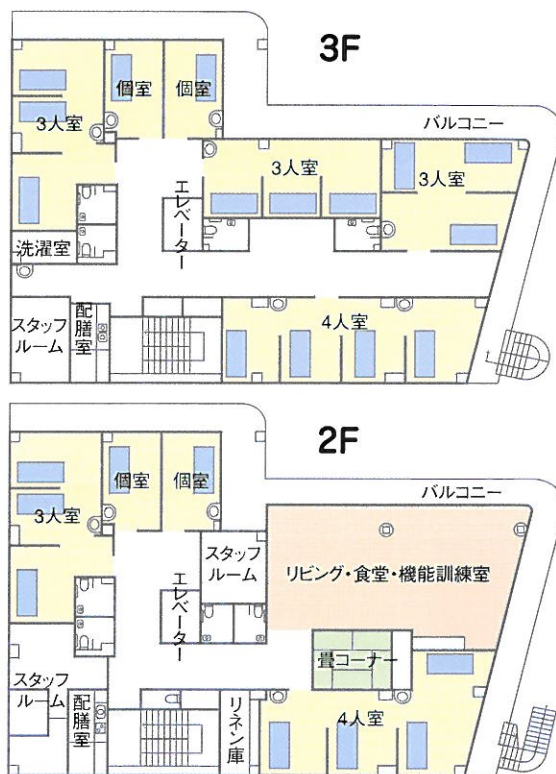 3F
個室
個室
バルコニー
3人室
3人室
3人室
エレベーター
洗濯室
スタッフ
ルーム
配膳室
4人室
2F
個室
個室
バルコニー
3人室
スタッフ
ルーム
リビング・食堂・機能訓練室
エレベーター
畳コーナー
スタッフ
ルーム
配膳室
リネン庫
4人室